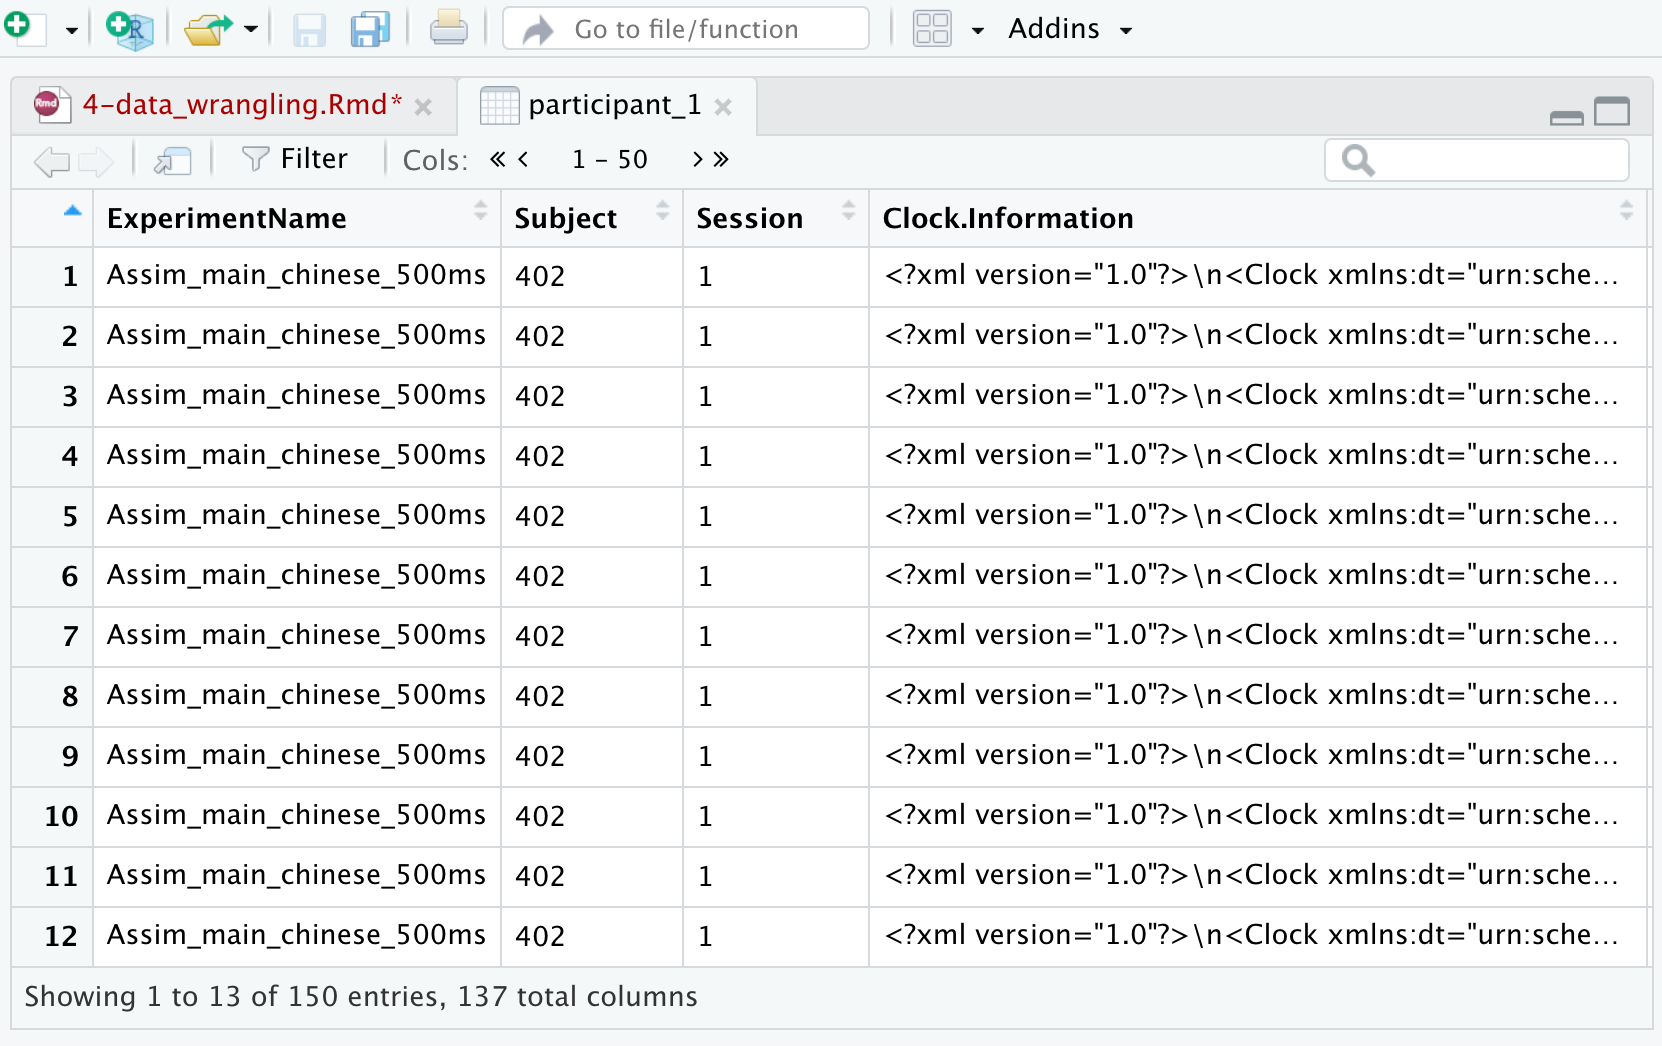 R Go to file/function Addins
Rmd 4-data_wrangling.Rmd* × participant_1 ×
Filter Cols: « < 1 - 50 > »
ExperimentName Subject Session Clock.Information
1 Assim_main_chinese_500ms 402 1 <?xml version="1.0"?>\n<Clock xmlns:dt="urn:sche...
2 Assim_main_chinese_500ms 402 1 <?xml version="1.0"?>\n<Clock xmlns:dt="urn:sche...
3 Assim_main_chinese_500ms 402 1 <?xml version="1.0"?>\n<Clock xmlns:dt="urn:sche...
4 Assim_main_chinese_500ms 402 1 <?xml version="1.0"?>\n<Clock xmlns:dt="urn:sche...
5 Assim_main_chinese_500ms 402 1 <?xml version="1.0"?>\n<Clock xmlns:dt="urn:sche...
6 Assim_main_chinese_500ms 402 1 <?xml version="1.0"?>\n<Clock xmlns:dt="urn:sche...
7 Assim_main_chinese_500ms 402 1 <?xml version="1.0"?>\n<Clock xmlns:dt="urn:sche...
8 Assim_main_chinese_500ms 402 1 <?xml version="1.0"?>\n<Clock xmlns:dt="urn:sche...
9 Assim_main_chinese_500ms 402 1 <?xml version="1.0"?>\n<Clock xmlns:dt="urn:sche...
10 Assim_main_chinese_500ms 402 1 <?xml version="1.0"?>\n<Clock xmlns:dt="urn:sche...
11 Assim_main_chinese_500ms 402 1 <?xml version="1.0"?>\n<Clock xmlns:dt="urn:sche...
12 Assim_main_chinese_500ms 402 1 <?xml version="1.0"?>\n<Clock xmlns:dt="urn:sche...
Showing 1 to 13 of 150 entries, 137 total columns